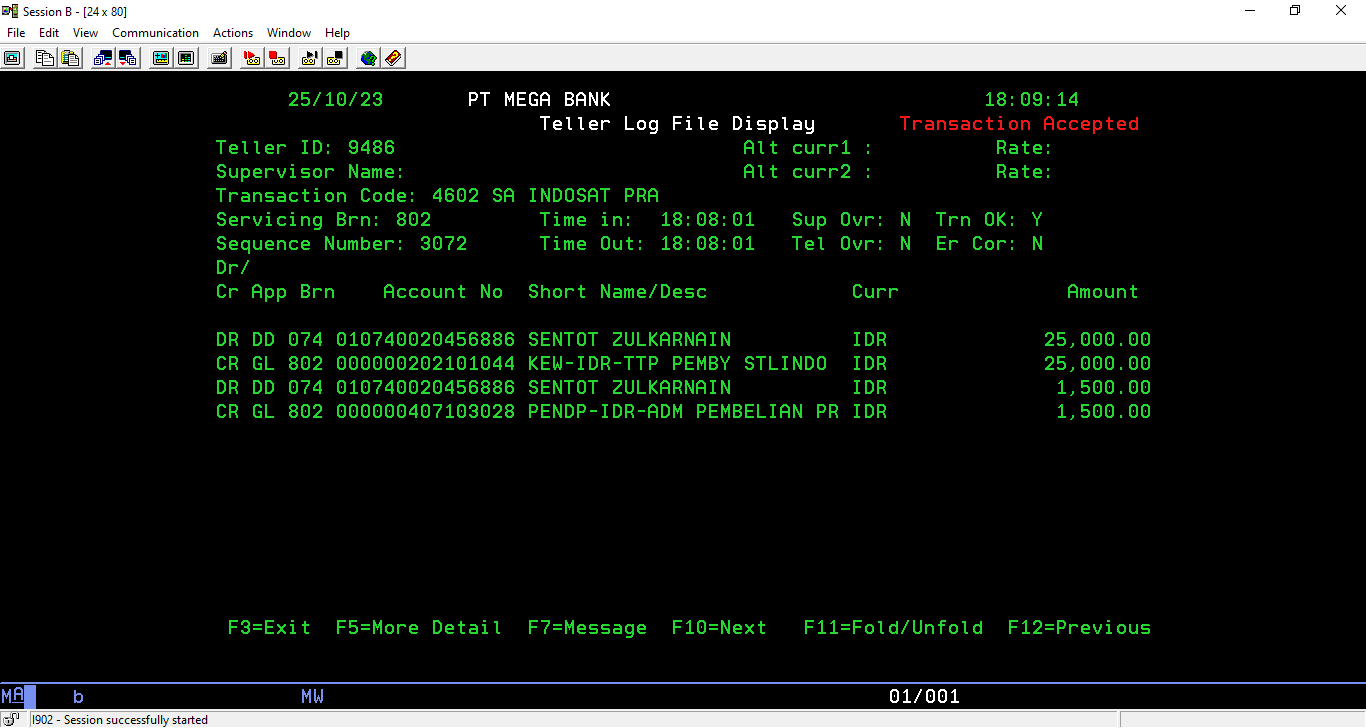 Session B - [24 x 80]
File Edit View Communication Actions Window Help
25/10/23 PT MEGA BANK 18:09:14
Teller Log File Display Transaction Accepted
Teller ID: 9486 Alt curr1 : Rate:
Supervisor Name: Alt curr2 : Rate:
Transaction Code: 4602 SA INDOSAT PRA
Servicing Brn: 802 Time in: 18:08:01 Sup Ovr: N Trn OK: Y
Sequence Number: 3072 Time Out: 18:08:01 Tel Ovr: N Er Cor: N
Dr/
Cr App Brn Account No Short Name/Desc Curr Amount
DR DD 074 010740020456886 SENTOT ZULKARNAIN IDR 25,000.00
CR GL 802 000000202101044 KEW-IDR-TTP PEMBY STLINDO IDR 25,000.00
DR DD 074 010740020456886 SENTOT ZULKARNAIN IDR 1,500.00
CR GL 802 000000407103028 PENDP-IDR-ADM PEMBELIAN PR IDR 1,500.00
F3=Exit F5=More Detail F7=Message F10=Next F11=Fold/Unfold F12=Previous
MA b MW 01/001
I902 - Session successfully started